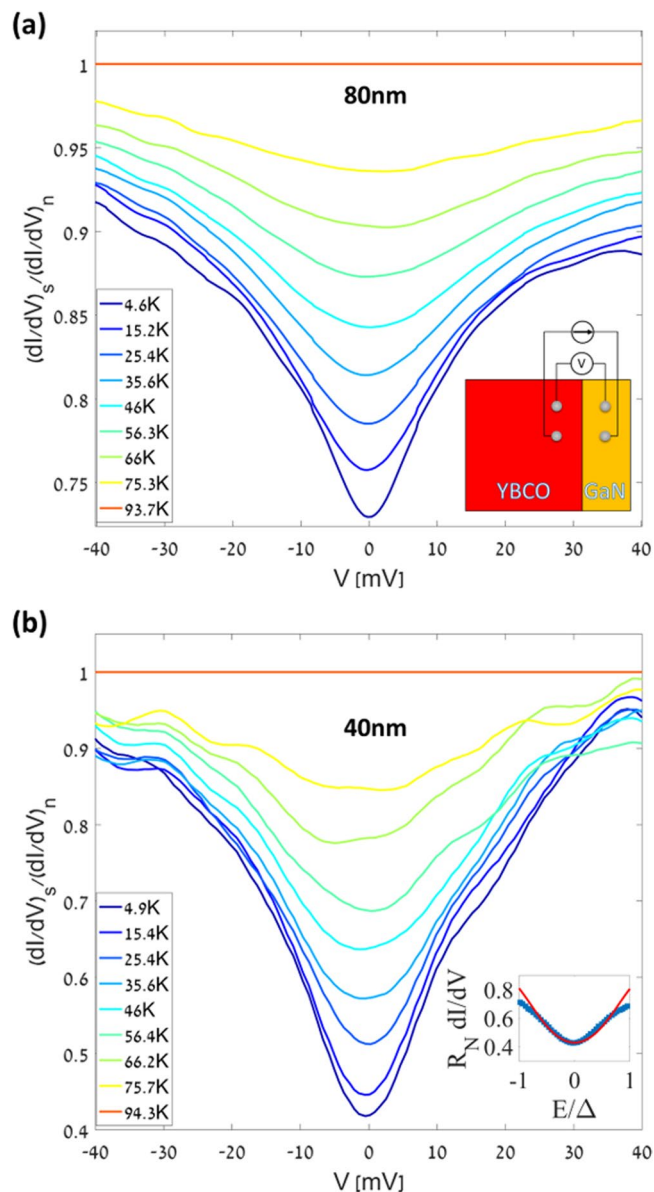 (a)
80nm
1
0.95
0.9
0.85
0.8
0.75
(dI/dV)s/(dI/dV)n
4.6K
15.2K
25.4K
35.6K
46K
56.3K
66K
75.3K
93.7K
V
YBCO
GaN
-40 -30 -20 -10 0 10 20 30 40
V [mV]
(b)
40nm
1
0.9
0.8
0.7
0.6
0.5
0.4
(dI/dV)s/(dI/dV)n
4.9K
15.4K
25.4K
35.6K
46K
56.4K
66.2K
75.7K
94.3K
RN dI/dV
0.8
0.6
0.4
-1 0 1
E/Δ
-40 -30 -20 -10 0 10 20 30 40
V [mV]